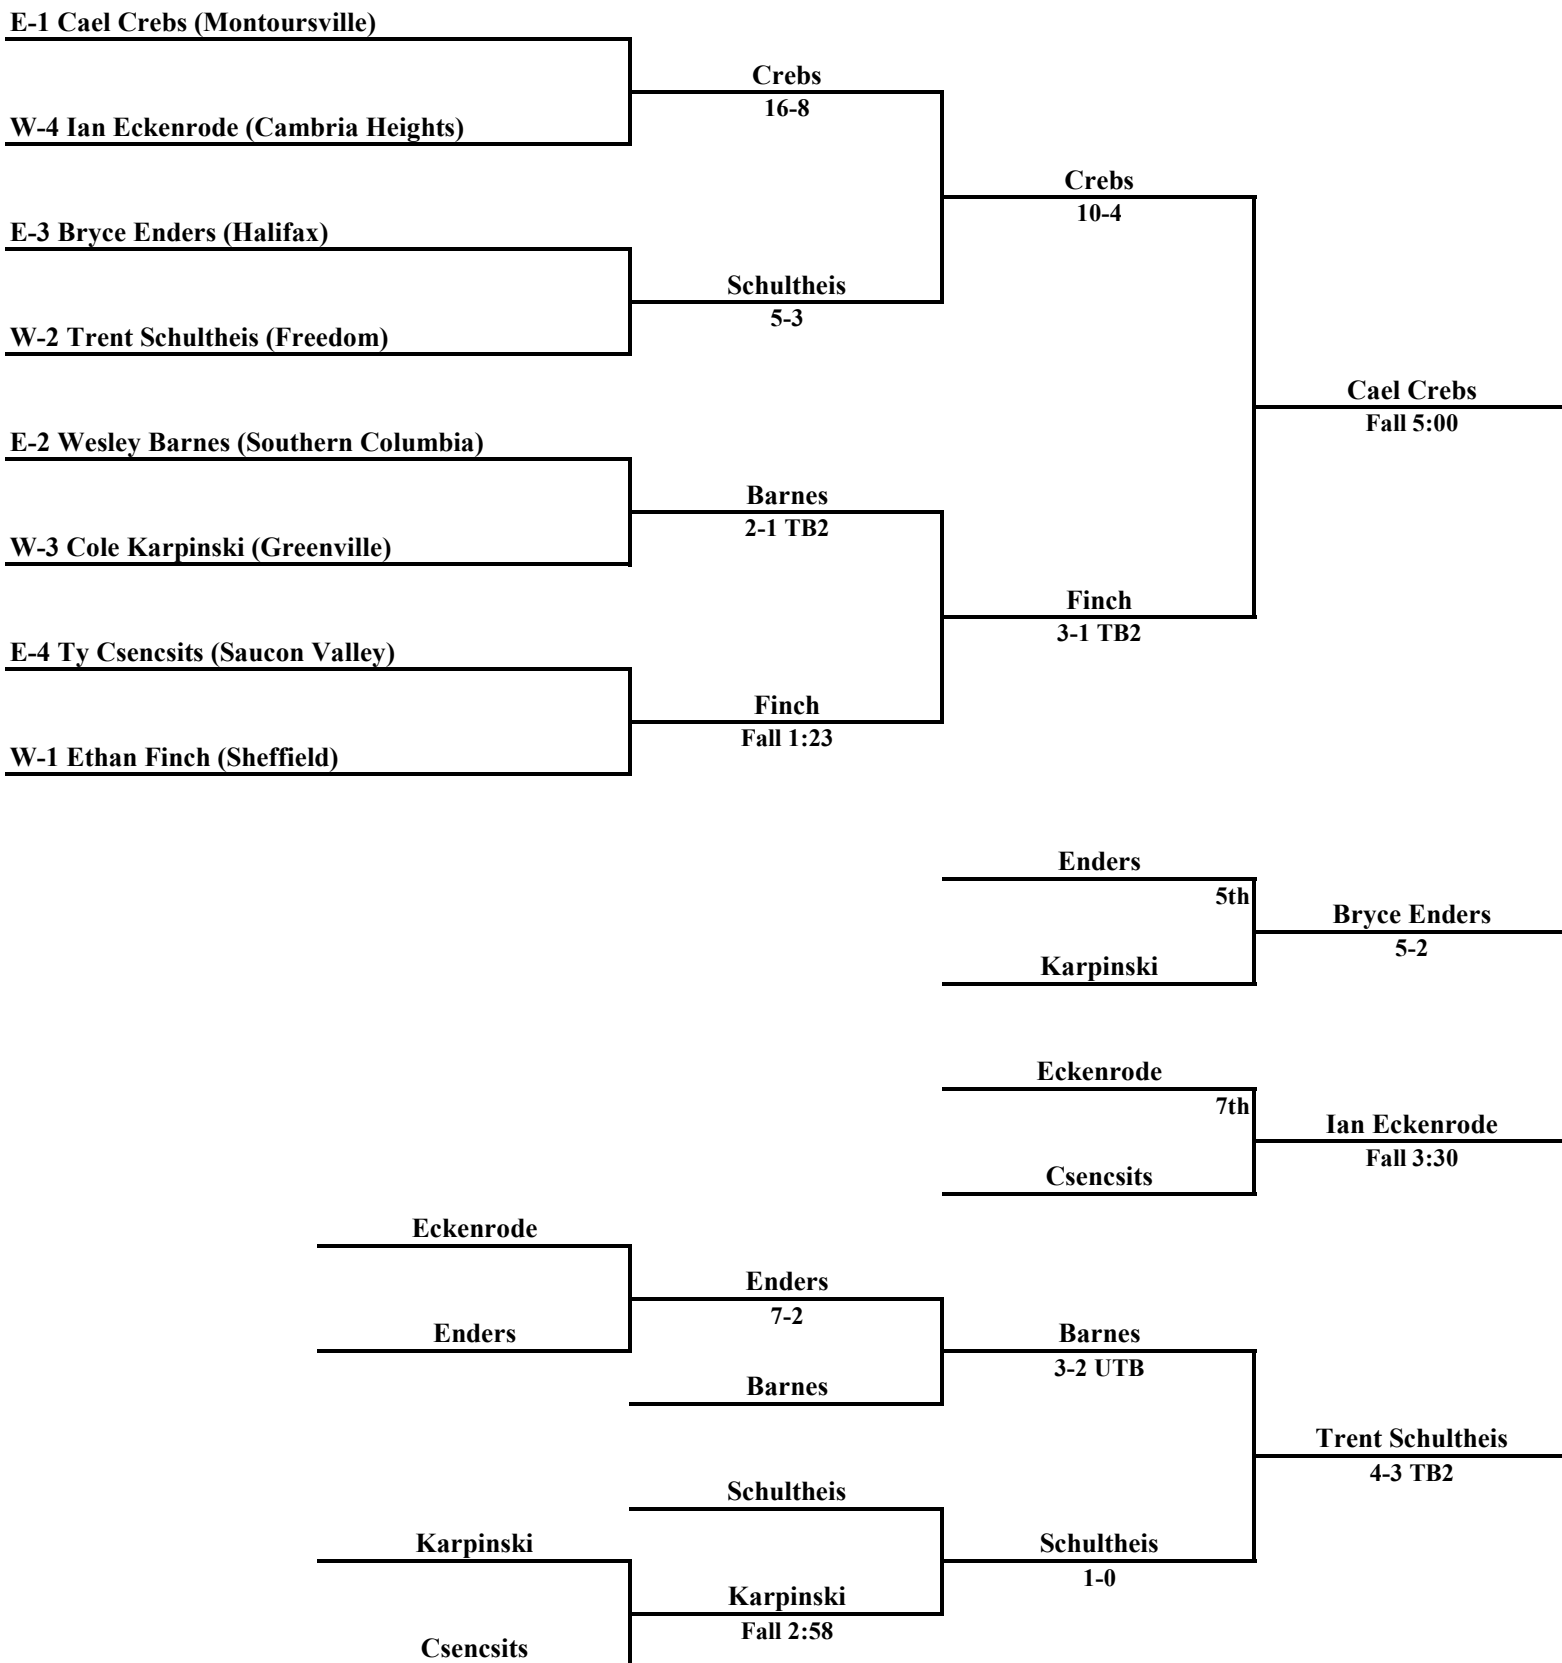 E-1 Cael Crebs (Montoursville)
Crebs
16-8
W-4 Ian Eckenrode (Cambria Heights)
Crebs
10-4
E-3 Bryce Enders (Halifax)
Schultheis
5-3
W-2 Trent Schultheis (Freedom)
Cael Crebs
Fall 5:00
E-2 Wesley Barnes (Southern Columbia)
Barnes
2-1 TB2
W-3 Cole Karpinski (Greenville)
Finch
3-1 TB2
E-4 Ty Csencsits (Saucon Valley)
Finch
Fall 1:23
W-1 Ethan Finch (Sheffield)
Enders
5th
Bryce Enders
5-2
Karpinski
Eckenrode
7th
Ian Eckenrode
Fall 3:30
Csencsits
Eckenrode
Enders
7-2
Enders
Barnes
3-2 UTB
Barnes
Trent Schultheis
4-3 TB2
Schultheis
Karpinski
Schultheis
1-0
Karpinski
Fall 2:58
Csencsits